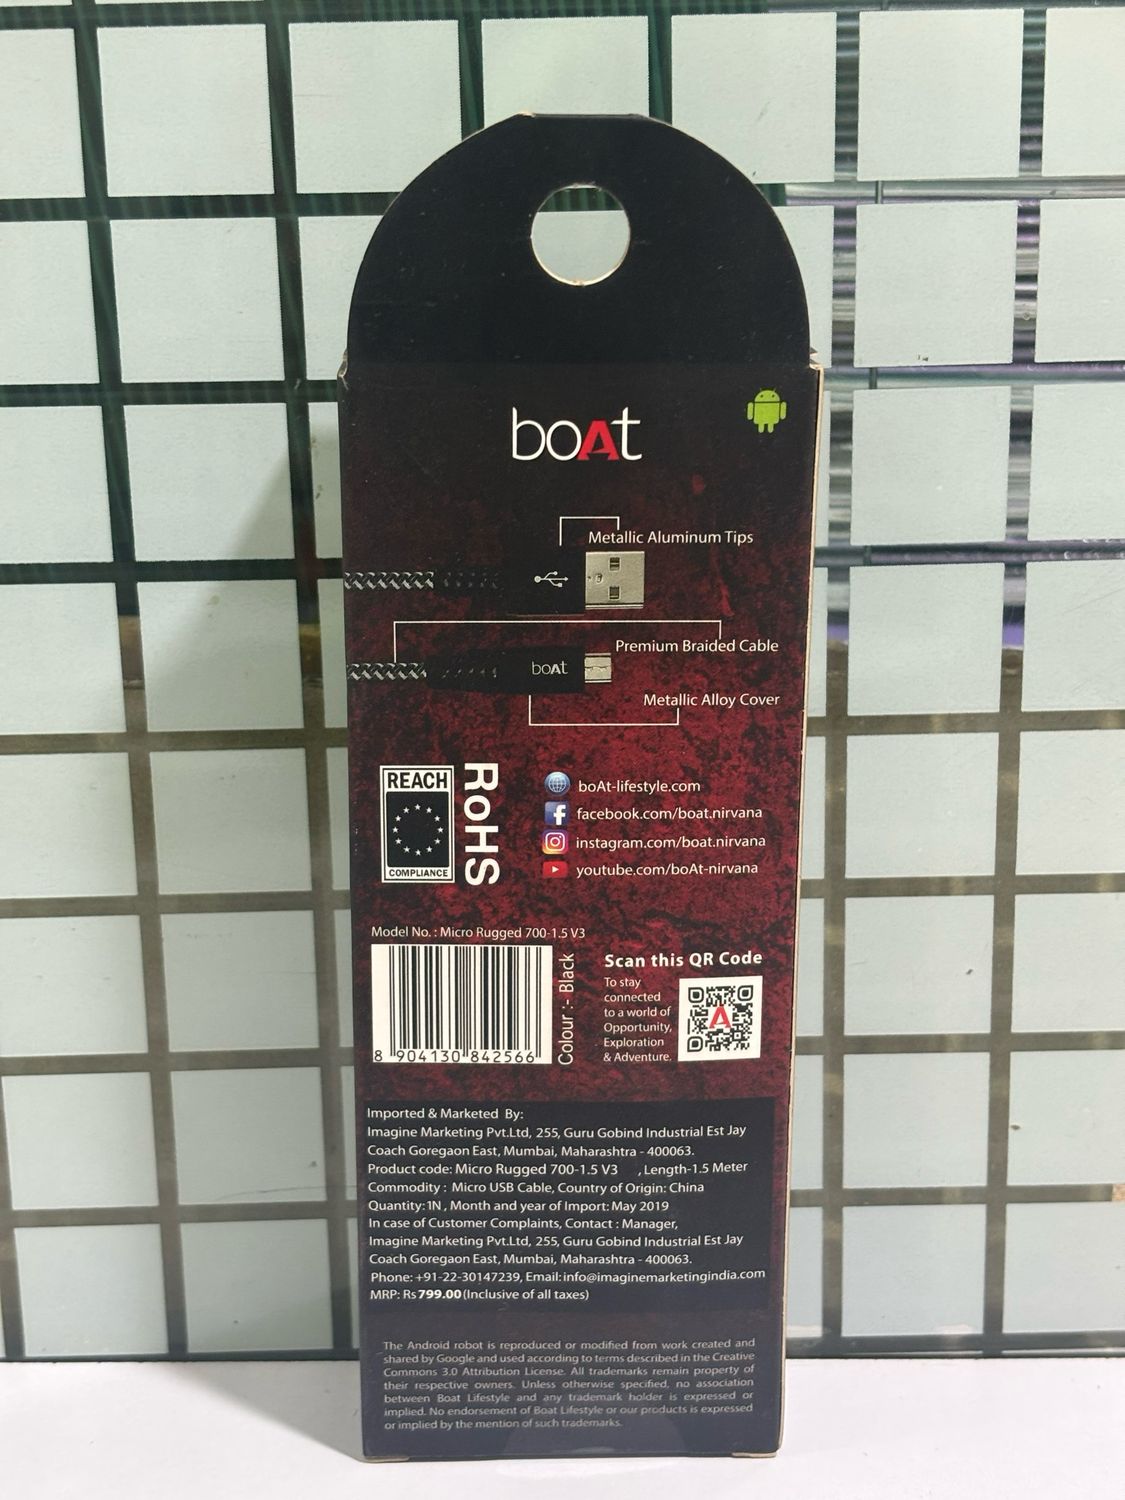 boAt
Metallic Aluminum Tips
Premium Braided Cable
boAt
Metallic Alloy Cover
REACH
COMPLIANCE
RoHS
boAt-lifestyle.com
facebook.com/boat.nirvana
instagram.com/boat.nirvana
youtube.com/boAt-nirvana
Model No. : Micro Rugged 700-1.5 V3
8 904130 842566
Colour :- Black
Scan this QR Code
To stay
connected
to a world of
Opportunity,
Exploration
& Adventure.
Imported & Marketed By:
Imagine Marketing Pvt.Ltd, 255, Guru Gobind Industrial Est Jay
Coach Goregaon East, Mumbai, Maharashtra - 400063.
Product code: Micro Rugged 700-1.5 V3 , Length-1.5 Meter
Commodity : Micro USB Cable, Country of Origin: China
Quantity: 1N , Month and year of Import: May 2019
In case of Customer Complaints, Contact : Manager,
Imagine Marketing Pvt.Ltd, 255, Guru Gobind Industrial Est Jay
Coach Goregaon East, Mumbai, Maharashtra - 400063.
Phone: +91-22-30147239, Email: info@imaginemarketingindia.com
MRP: Rs 799.00 (Inclusive of all taxes)
The Android robot is reproduced or modified from work created and
shared by Google and used according to terms described in the Creative
Commons 3.0 Attribution License. All trademarks remain property of
their respective owners. Unless otherwise specified, no association
between Boat Lifestyle and any trademark holder is expressed or
implied. No endorsement of Boat Lifestyle or our products is expressed
or implied by the mention of such trademarks.